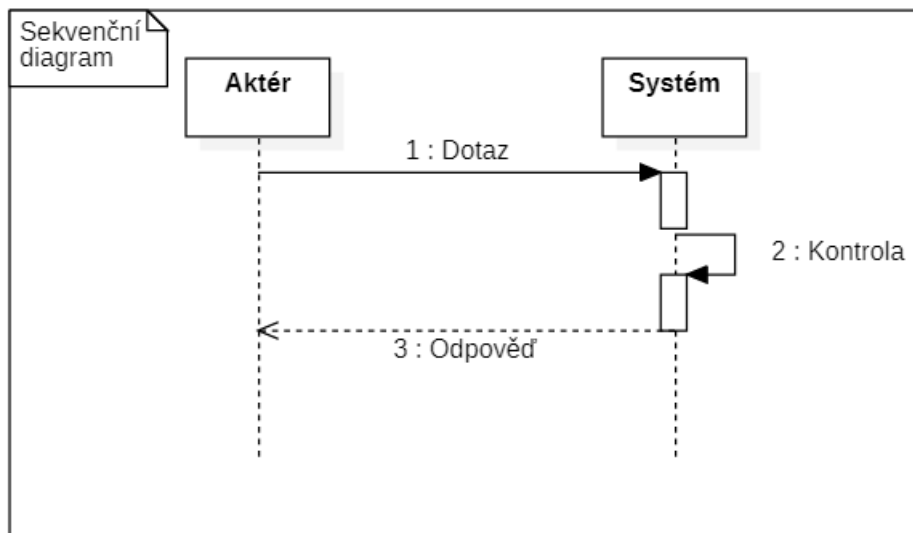 Sekvenční
diagram
Aktér
Systém
1 : Dotaz
2 : Kontrola
3 : Odpověď